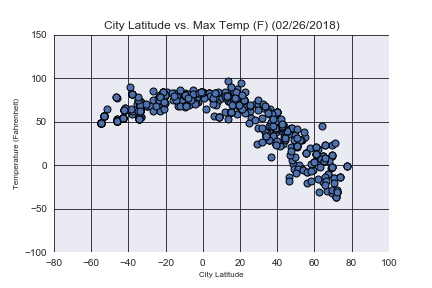 City Latitude vs. Max Temp (F) (02/26/2018)
150
100
50
0
−50
−100
Temperature (Fahrenheit)
−80 −60 −40 −20 0 20 40 60 80 100
City Latitude